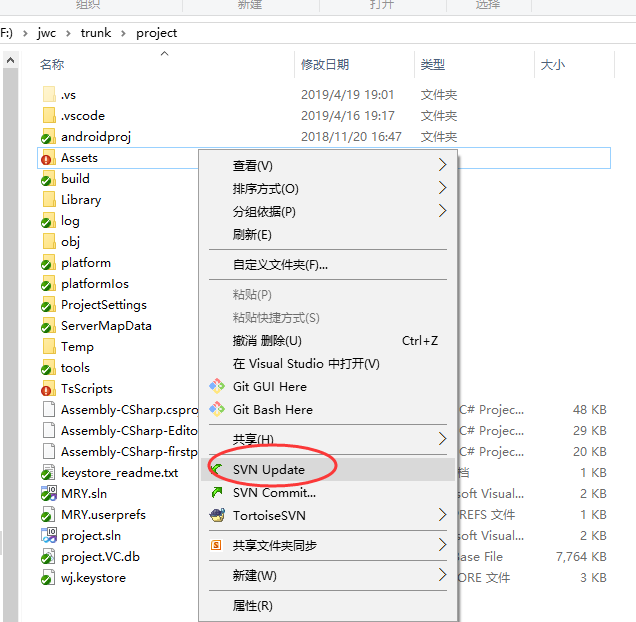 组织 新建 打开 选择
F:) › jwc › trunk › project
名称 修改日期 类型 大小
.vs 2019/4/19 19:01 文件夹
.vscode 2019/4/16 19:17 文件夹
androidproj 2018/11/20 16:47 文件夹
Assets
build
Library
log
obj
platform
platformIos
ProjectSettings
ServerMapData
Temp
tools
TsScripts
Assembly-CSharp.cspro C# Projec... 48 KB
Assembly-CSharp-Edito C# Projec... 29 KB
Assembly-CSharp-firstp C# Projec... 20 KB
keystore_readme.txt 档 1 KB
MRY.sln soft Visual... 2 KB
MRY.userprefs REFS 文件 1 KB
project.sln soft Visual... 2 KB
project.VC.db Base File 7,764 KB
wj.keystore ORE 文件 3 KB
查看(V)
排序方式(O)
分组依据(P)
刷新(E)
自定义文件夹(F)...
粘贴(P)
粘贴快捷方式(S)
撤消 删除(U) Ctrl+Z
在 Visual Studio 中打开(V)
Git GUI Here
Git Bash Here
共享(H)
SVN Update
SVN Commit...
TortoiseSVN
共享文件夹同步
新建(W)
属性(R)